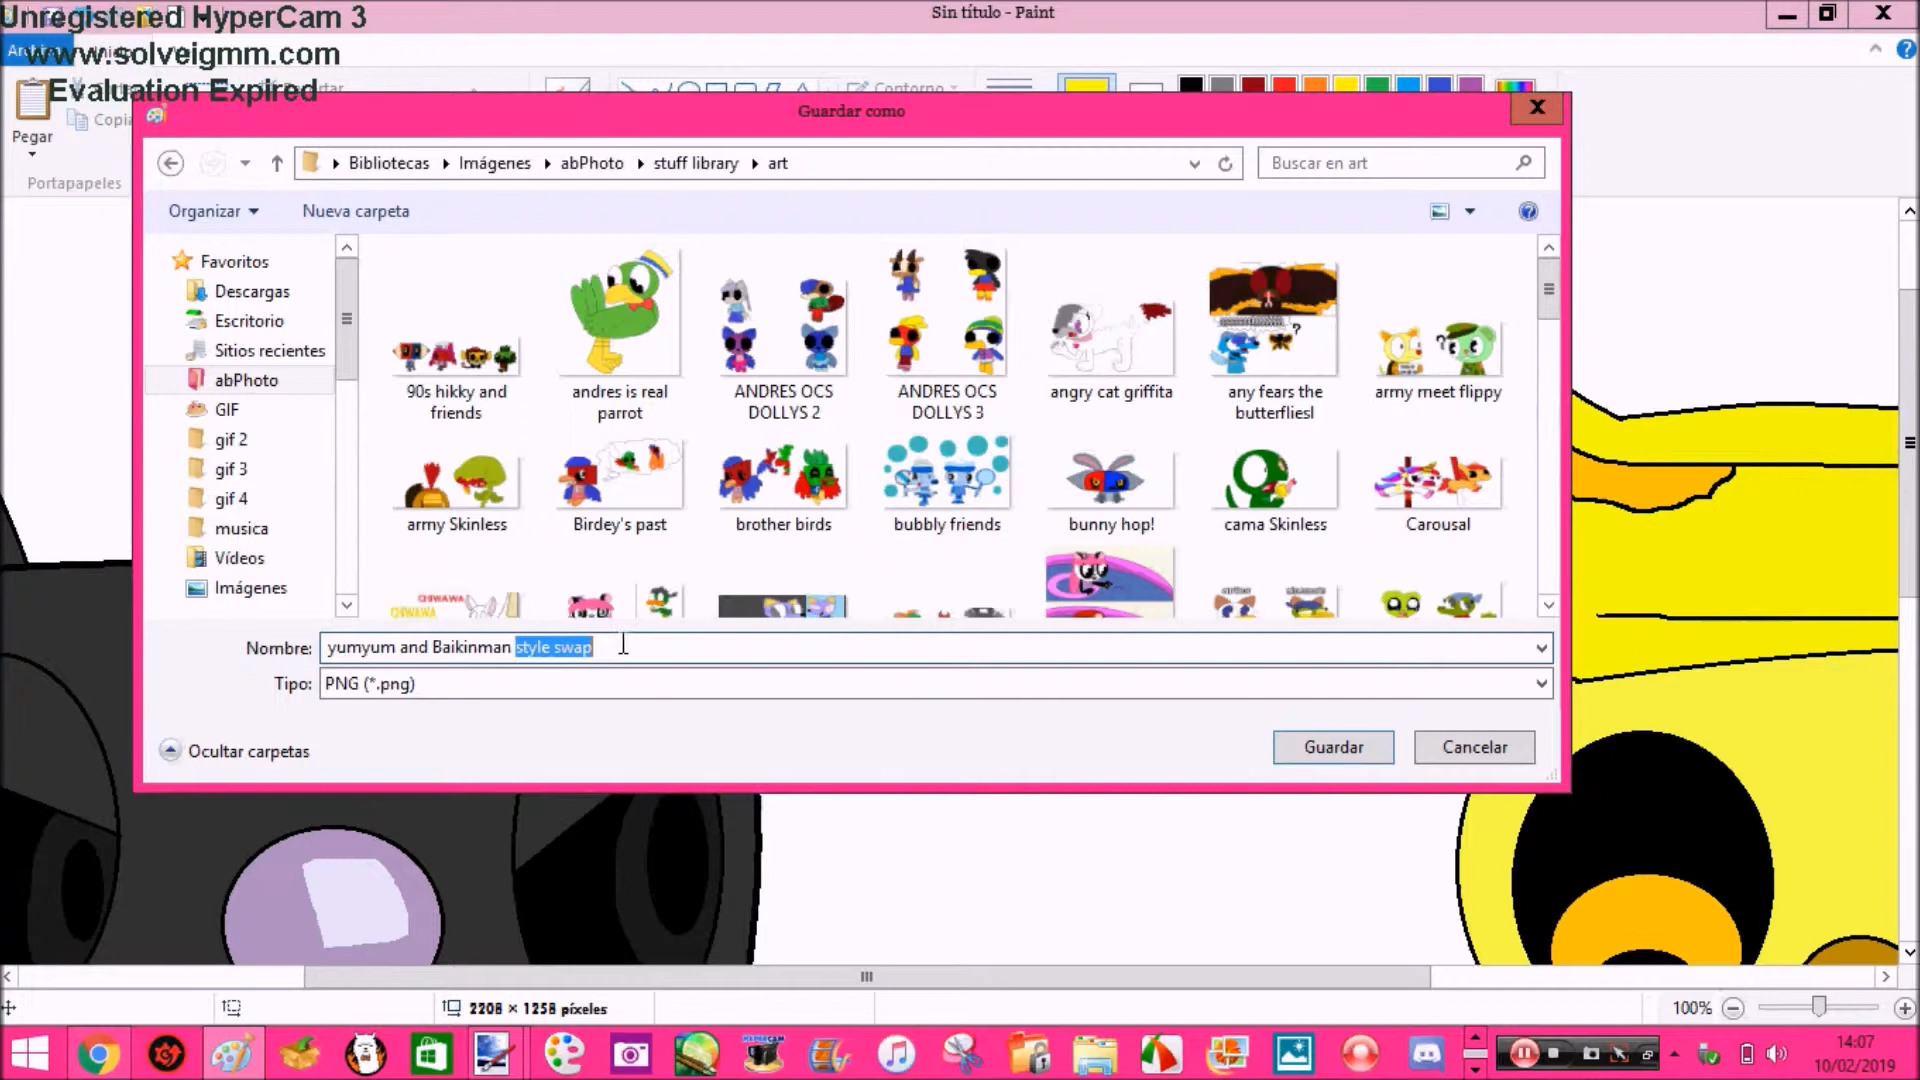 Unregistered HyperCam 3
www.solveigmm.com
Evaluation Expired
Sin título - Paint
Contorno
Pegar
Portapapeles
Guardar como
Bibliotecas Imágenes abPhoto stuff library art
Buscar en art
Organizar
Nueva carpeta
Favoritos
Descargas
Escritorio
Sitios recientes
abPhoto
GIF
gif 2
gif 3
gif 4
musica
Vídeos
Imágenes
90s hikky and friends
andres is real parrot
ANDRES OCS DOLLYS 2
ANDRES OCS DOLLYS 3
angry cat griffita
any fears the butterfliesl
army meet flippy
army Skinless
Birdey's past
brother birds
bubbly friends
bunny hop!
cama Skinless
Carousal
CHIWAWA
Nombre: yumyum and Baikinman style swap
Tipo: PNG (*.png)
Ocultar carpetas
Guardar
Cancelar
2208 × 1258 píxeles
100%
14:07
10/02/2019